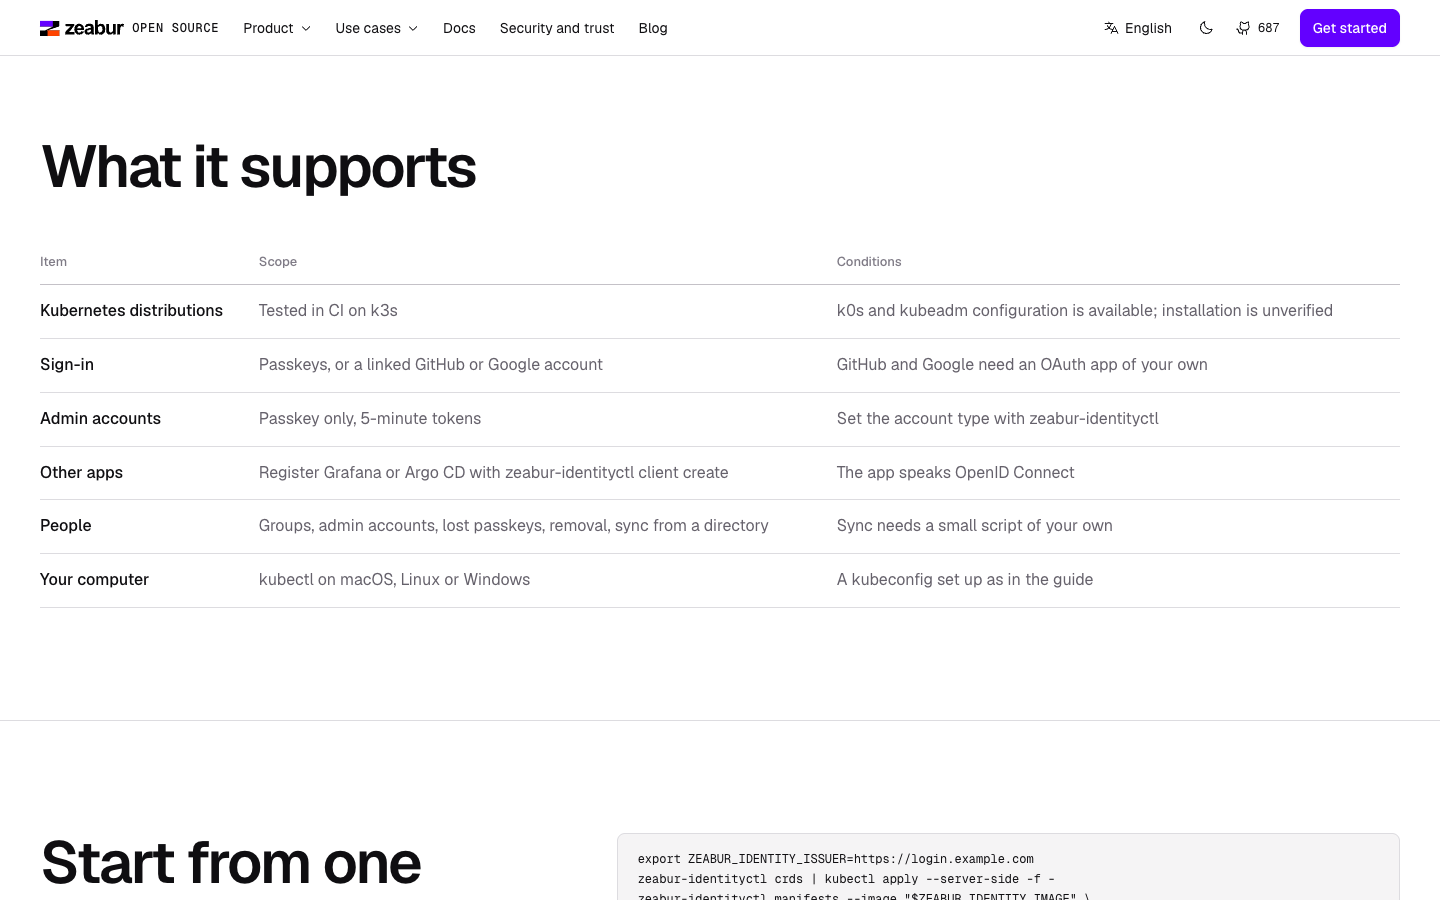 zeabur OPEN SOURCE Product Use cases Docs Security and trust Blog English 687 Get started
What it supports
Item Scope Conditions
Kubernetes distributions Tested in CI on k3s k0s and kubeadm configuration is available; installation is unverified
Sign-in Passkeys, or a linked GitHub or Google account GitHub and Google need an OAuth app of your own
Admin accounts Passkey only, 5-minute tokens Set the account type with zeabur-identityctl
Other apps Register Grafana or Argo CD with zeabur-identityctl client create The app speaks OpenID Connect
People Groups, admin accounts, lost passkeys, removal, sync from a directory Sync needs a small script of your own
Your computer kubectl on macOS, Linux or Windows A kubeconfig set up as in the guide
Start from one
export ZEABUR_IDENTITY_ISSUER=https://login.example.com
zeabur-identityctl crds | kubectl apply --server-side -f -
zeabur-identityctl manifests --image "$ZEABUR_IDENTITY_IMAGE" \